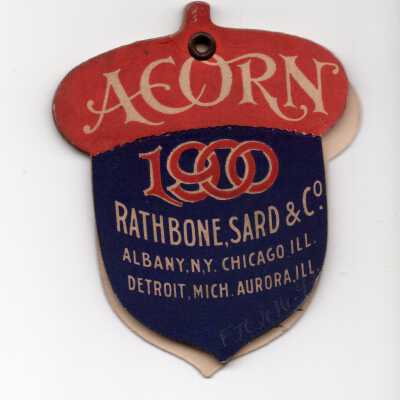 ACORN
1900
RATHBONE, SARD & Co.
ALBANY, N.Y. CHICAGO ILL.
DETROIT, MICH. AURORA, ILL.